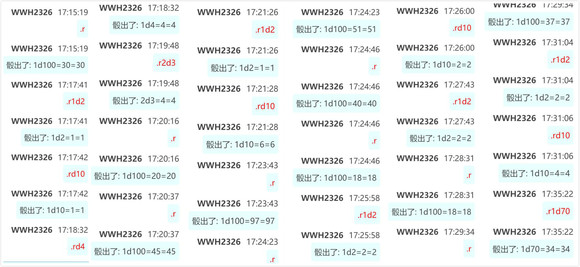 WWH2326 17:15:19
.r
WWH2326 17:15:19
骰出了: 1d100=30=30
WWH2326 17:17:41
.r1d2
WWH2326 17:17:41
骰出了: 1d2=1=1
WWH2326 17:17:42
.rd10
WWH2326 17:17:42
骰出了: 1d10=1=1
WWH2326 17:18:32
.rd4
WWH2326 17:18:32
骰出了: 1d4=4=4
WWH2326 17:19:48
.r2d3
WWH2326 17:19:48
骰出了: 2d3=4=4
WWH2326 17:20:16
.r
WWH2326 17:20:16
骰出了: 1d100=20=20
WWH2326 17:20:37
.r
WWH2326 17:20:37
骰出了: 1d100=45=45
WWH2326 17:21:26
.r1d2
WWH2326 17:21:26
骰出了: 1d2=1=1
WWH2326 17:21:28
.rd10
WWH2326 17:21:28
骰出了: 1d10=6=6
WWH2326 17:23:43
.r
WWH2326 17:23:43
骰出了: 1d100=97=97
WWH2326 17:24:23
.r
WWH2326 17:24:23
骰出了: 1d100=51=51
WWH2326 17:24:46
.r
WWH2326 17:24:46
骰出了: 1d100=40=40
WWH2326 17:24:46
骰出了: 1d100=18=18
WWH2326 17:25:58
.r1d2
WWH2326 17:25:58
骰出了: 1d2=2=2
WWH2326 17:26:00
.rd10
WWH2326 17:26:00
骰出了: 1d10=2=2
WWH2326 17:27:43
.r1d2
WWH2326 17:27:43
骰出了: 1d2=2=2
WWH2326 17:28:31
.r
WWH2326 17:28:31
骰出了: 1d100=18=18
WWH2326 17:29:34
.r
WWH2326 17:29:34
骰出了: 1d100=37=37
WWH2326 17:31:04
.r1d2
WWH2326 17:31:04
骰出了: 1d2=2=2
WWH2326 17:31:06
.rd10
WWH2326 17:31:06
骰出了: 1d10=4=4
WWH2326 17:35:22
.r1d70
WWH2326 17:35:22
骰出了: 1d70=34=34